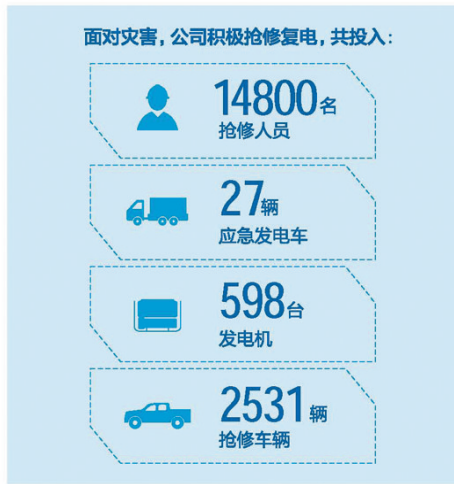 面对灾害，公司积极抢修复电，共投入：
14800名
抢修人员
27辆
应急发电车
598台
发电机
2531辆
抢修车辆